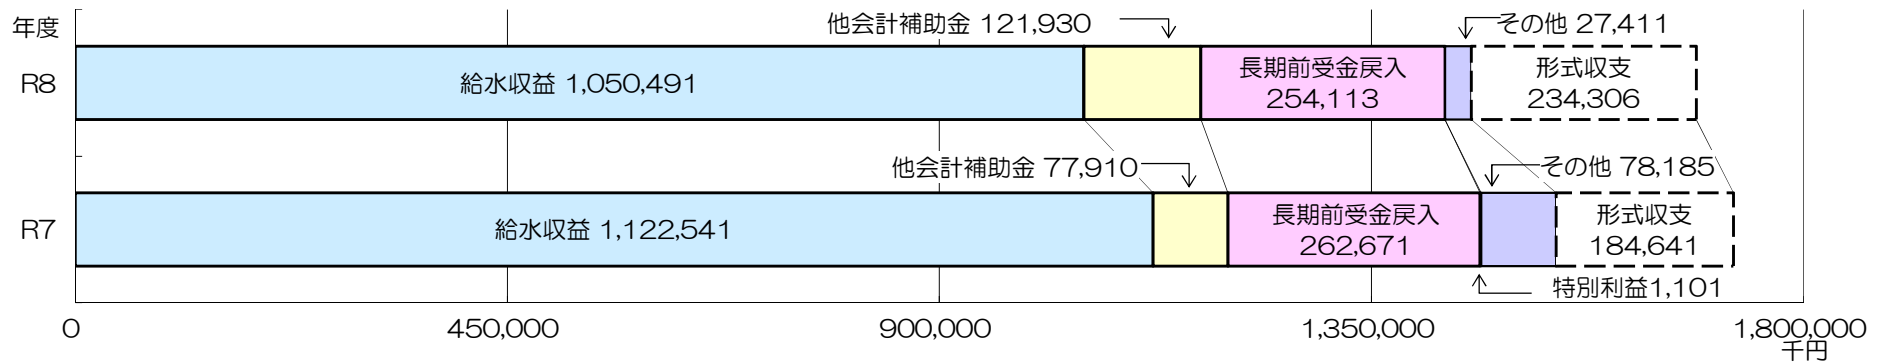 年度
他会計補助金 121,930
その他 27,411
R8
給水収益 1,050,491
長期前受金戻入
254,113
形式収支
234,306
他会計補助金 77,910
その他 78,185
R7
給水収益 1,122,541
長期前受金戻入
262,671
形式収支
184,641
特別利益1,101
0
450,000
900,000
1,350,000
1,800,000
千円